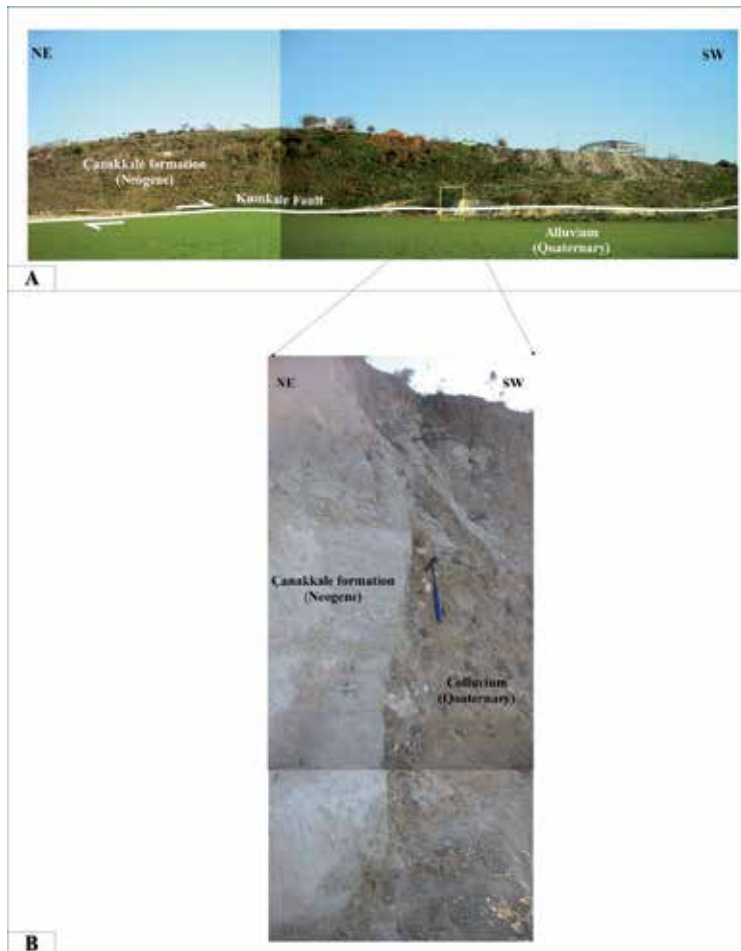 NE
SW
Çanakkale formation
(Neogene)
Kumkale Fault
Alluvium
(Quaternary)
A
NE
SW
Çanakkale formation
(Neogene)
Colluvium
(Quaternary)
B